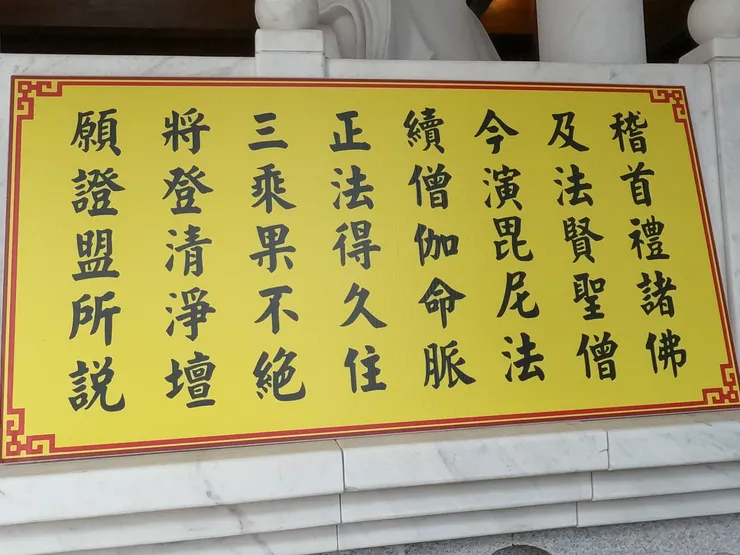 稽首禮諸佛
及法賢聖僧
今演毘尼法
續僧伽命脈
正法得久住
三乘果不絕
將登清淨壇
願證盟所説